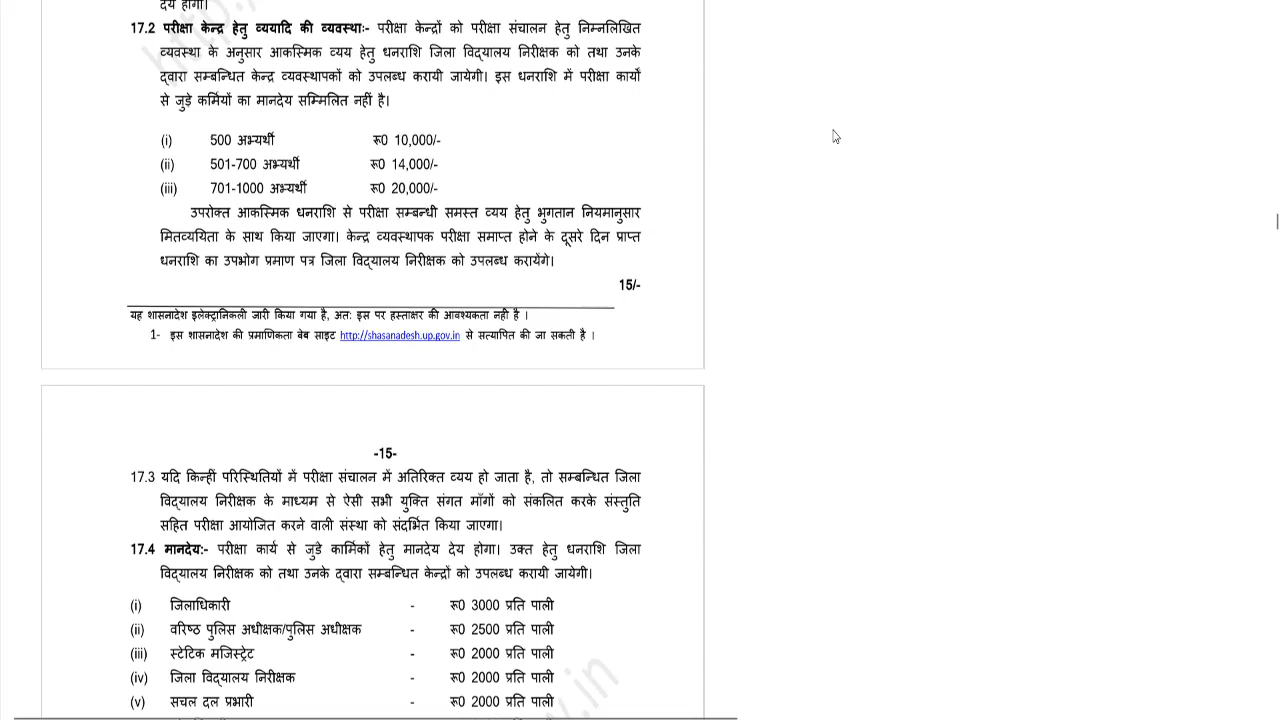 देय होगा।
17.2 परीक्षा केन्द्र हेतु व्ययादि की व्यवस्थाः- परीक्षा केन्द्रों को परीक्षा संचालन हेतु निम्नलिखित
व्यवस्था के अनुसार आकस्मिक व्यय हेतु धनराशि जिला विद्यालय निरीक्षक को तथा उनके
द्वारा सम्बन्धित केन्द्र व्यवस्थापकों को उपलब्ध करायी जायेगी। इस धनराशि में परीक्षा कार्यो
से जुड़े कर्मियों का मानदेय सम्मिलित नहीं है।
(i) 500 अभ्यर्थी रू0 10,000/-
(ii) 501-700 अभ्यर्थी रू0 14,000/-
(iii) 701-1000 अभ्यर्थी रू0 20,000/-
उपरोक्त आकस्मिक धनराशि से परीक्षा सम्बन्धी समस्त व्यय हेतु भुगतान नियमानुसार
मितव्ययिता के साथ किया जाएगा। केन्द्र व्यवस्थापक परीक्षा समाप्त होने के दूसरे दिन प्राप्त
धनराशि का उपभोग प्रमाण पत्र जिला विद्यालय निरीक्षक को उपलब्ध करायेंगे।
15/-
यह शासनादेश इलेक्ट्रानिकली जारी किया गया है, अत: इस पर हस्ताक्षर की आवश्यकता नही है ।
1- इस शासनादेश की प्रमाणिकता वेब साइट http://shasanadesh.up.gov.in से सत्यापित की जा सकती है ।
-15-
17.3 यदि किन्हीं परिस्थितियों में परीक्षा संचालन में अतिरिक्त व्यय हो जाता है, तो सम्बन्धित जिला
विद्यालय निरीक्षक के माध्यम से ऐसी सभी युक्ति संगत माँगों को संकलित करके संस्तुति
सहित परीक्षा आयोजित करने वाली संस्था को संदर्भित किया जाएगा।
17.4 मानदेय:- परीक्षा कार्य से जुडे कार्मिकों हेतु मानदेय देय होगा। उक्त हेतु धनराशि जिला
विद्यालय निरीक्षक को तथा उनके द्वारा सम्बन्धित केन्द्रों को उपलब्ध करायी जायेगी।
(i) जिलाधिकारी - रू0 3000 प्रति पाली
(ii) वरिष्ठ पुलिस अधीक्षक/पुलिस अधीक्षक - रू0 2500 प्रति पाली
(iii) स्टेटिक मजिस्ट्रेट - रू0 2000 प्रति पाली
(iv) जिला विद्यालय निरीक्षक - रू0 2000 प्रति पाली
(v) सचल दल प्रभारी - रू0 2000 प्रति पाली